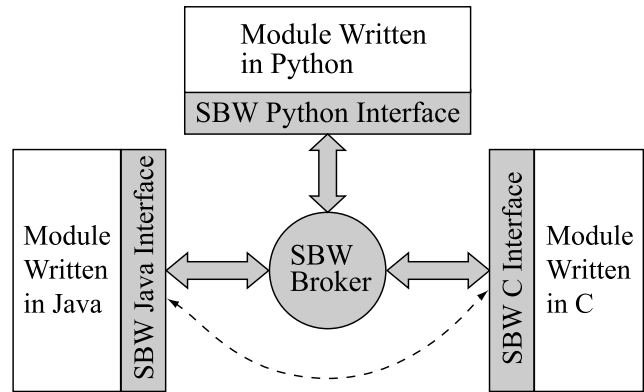 Module Written
in Python
SBW Python Interface
Module
Written
in Java
SBW Java Interface
SBW
Broker
SBW C Interface
Module
Written
in C